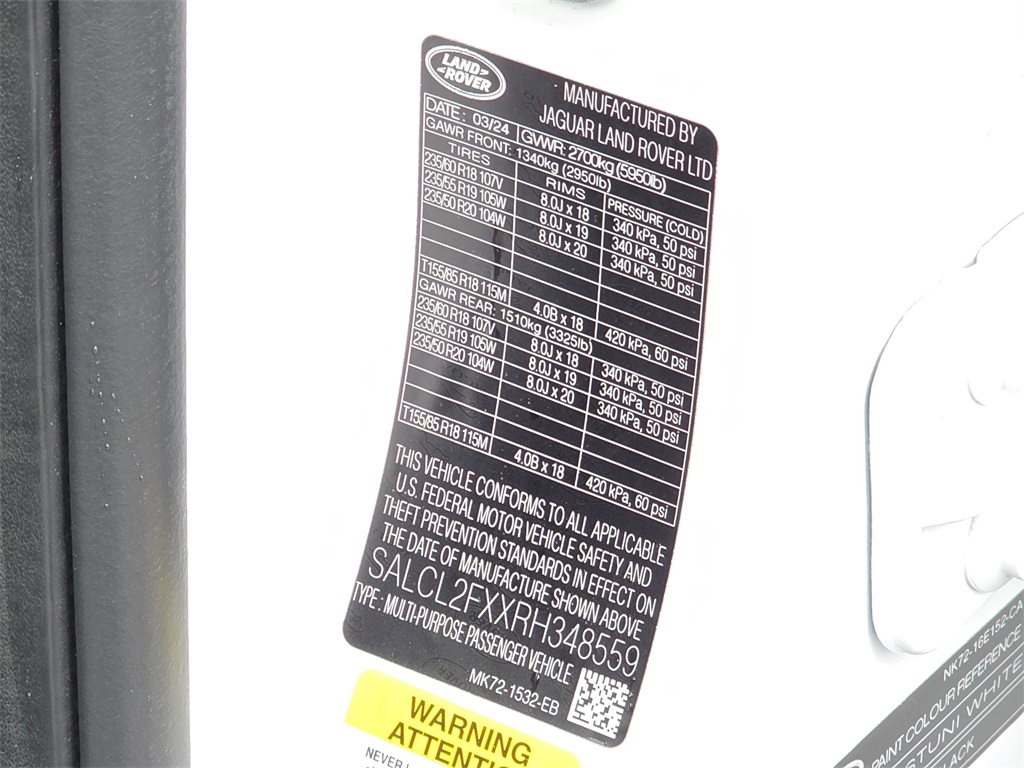 LAND ROVER
MANUFACTURED BY
JAGUAR LAND ROVER LTD
DATE: 03/24 GVWR: 2700kg (5950lb)
GAWR FRONT: 1340kg (2950lb)
TIRES RIMS PRESSURE (COLD)
235/60 R18 107V 8.0J x 18 340 kPa, 50 psi
235/55 R19 105W 8.0J x 19 340 kPa, 50 psi
235/50 R20 104W 8.0J x 20 340 kPa, 50 psi
T155/85 R18 115M 4.0B x 18 420 kPa, 60 psi
GAWR REAR: 1510kg (3325lb)
235/60 R18 107V 8.0J x 18 340 kPa, 50 psi
235/55 R19 105W 8.0J x 19 340 kPa, 50 psi
235/50 R20 104W 8.0J x 20 340 kPa, 50 psi
T155/85 R18 115M 4.0B x 18 420 kPa, 60 psi
THIS VEHICLE CONFORMS TO ALL APPLICABLE
U.S. FEDERAL MOTOR VEHICLE SAFETY AND
THEFT PREVENTION STANDARDS IN EFFECT ON
THE DATE OF MANUFACTURE SHOWN ABOVE
SALCL2FXXRH348559
TYPE: MULTI-PURPOSE PASSENGER VEHICLE
MK72-1532-EB
WARNING
ATTENTI
NEVER
NK72-16E152-CA
PAINT COLOUR REFERENCE
STUNI WHITE
LACK